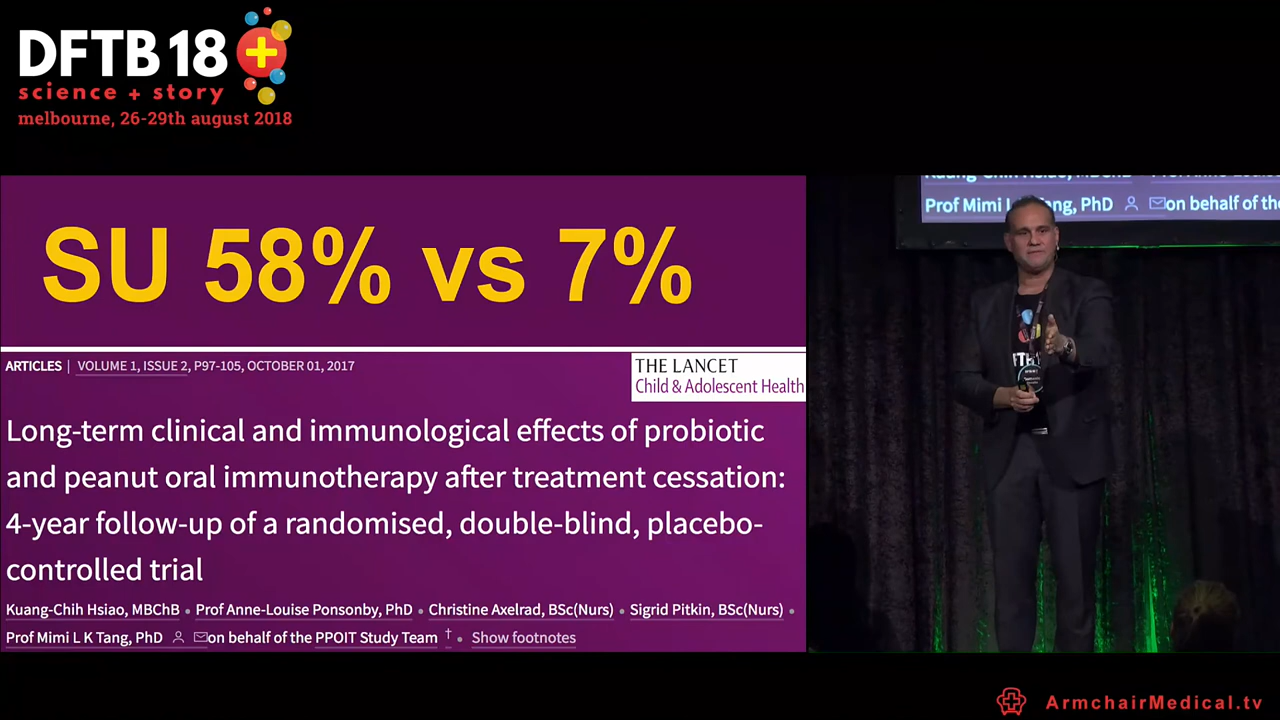 DFTB 18
science + story
melbourne, 26-29th august 2018
SU 58% vs 7%
ARTICLES | VOLUME 1, ISSUE 2, P97-105, OCTOBER 01, 2017
THE LANCET
Child & Adolescent Health
Long-term clinical and immunological effects of probiotic
and peanut oral immunotherapy after treatment cessation:
4-year follow-up of a randomised, double-blind, placebo-
controlled trial
Kuang-Chih Hsiao, MBChB • Prof Anne-Louise Ponsonby, PhD • Christine Axelrad, BSc(Nurs) • Sigrid Pitkin, BSc(Nurs) •
Prof Mimi L K Tang, PhD on behalf of the PPOIT Study Team † • Show footnotes
Prof Mimi L ang, PhD on behalf of the
ArmchairMedical.tv